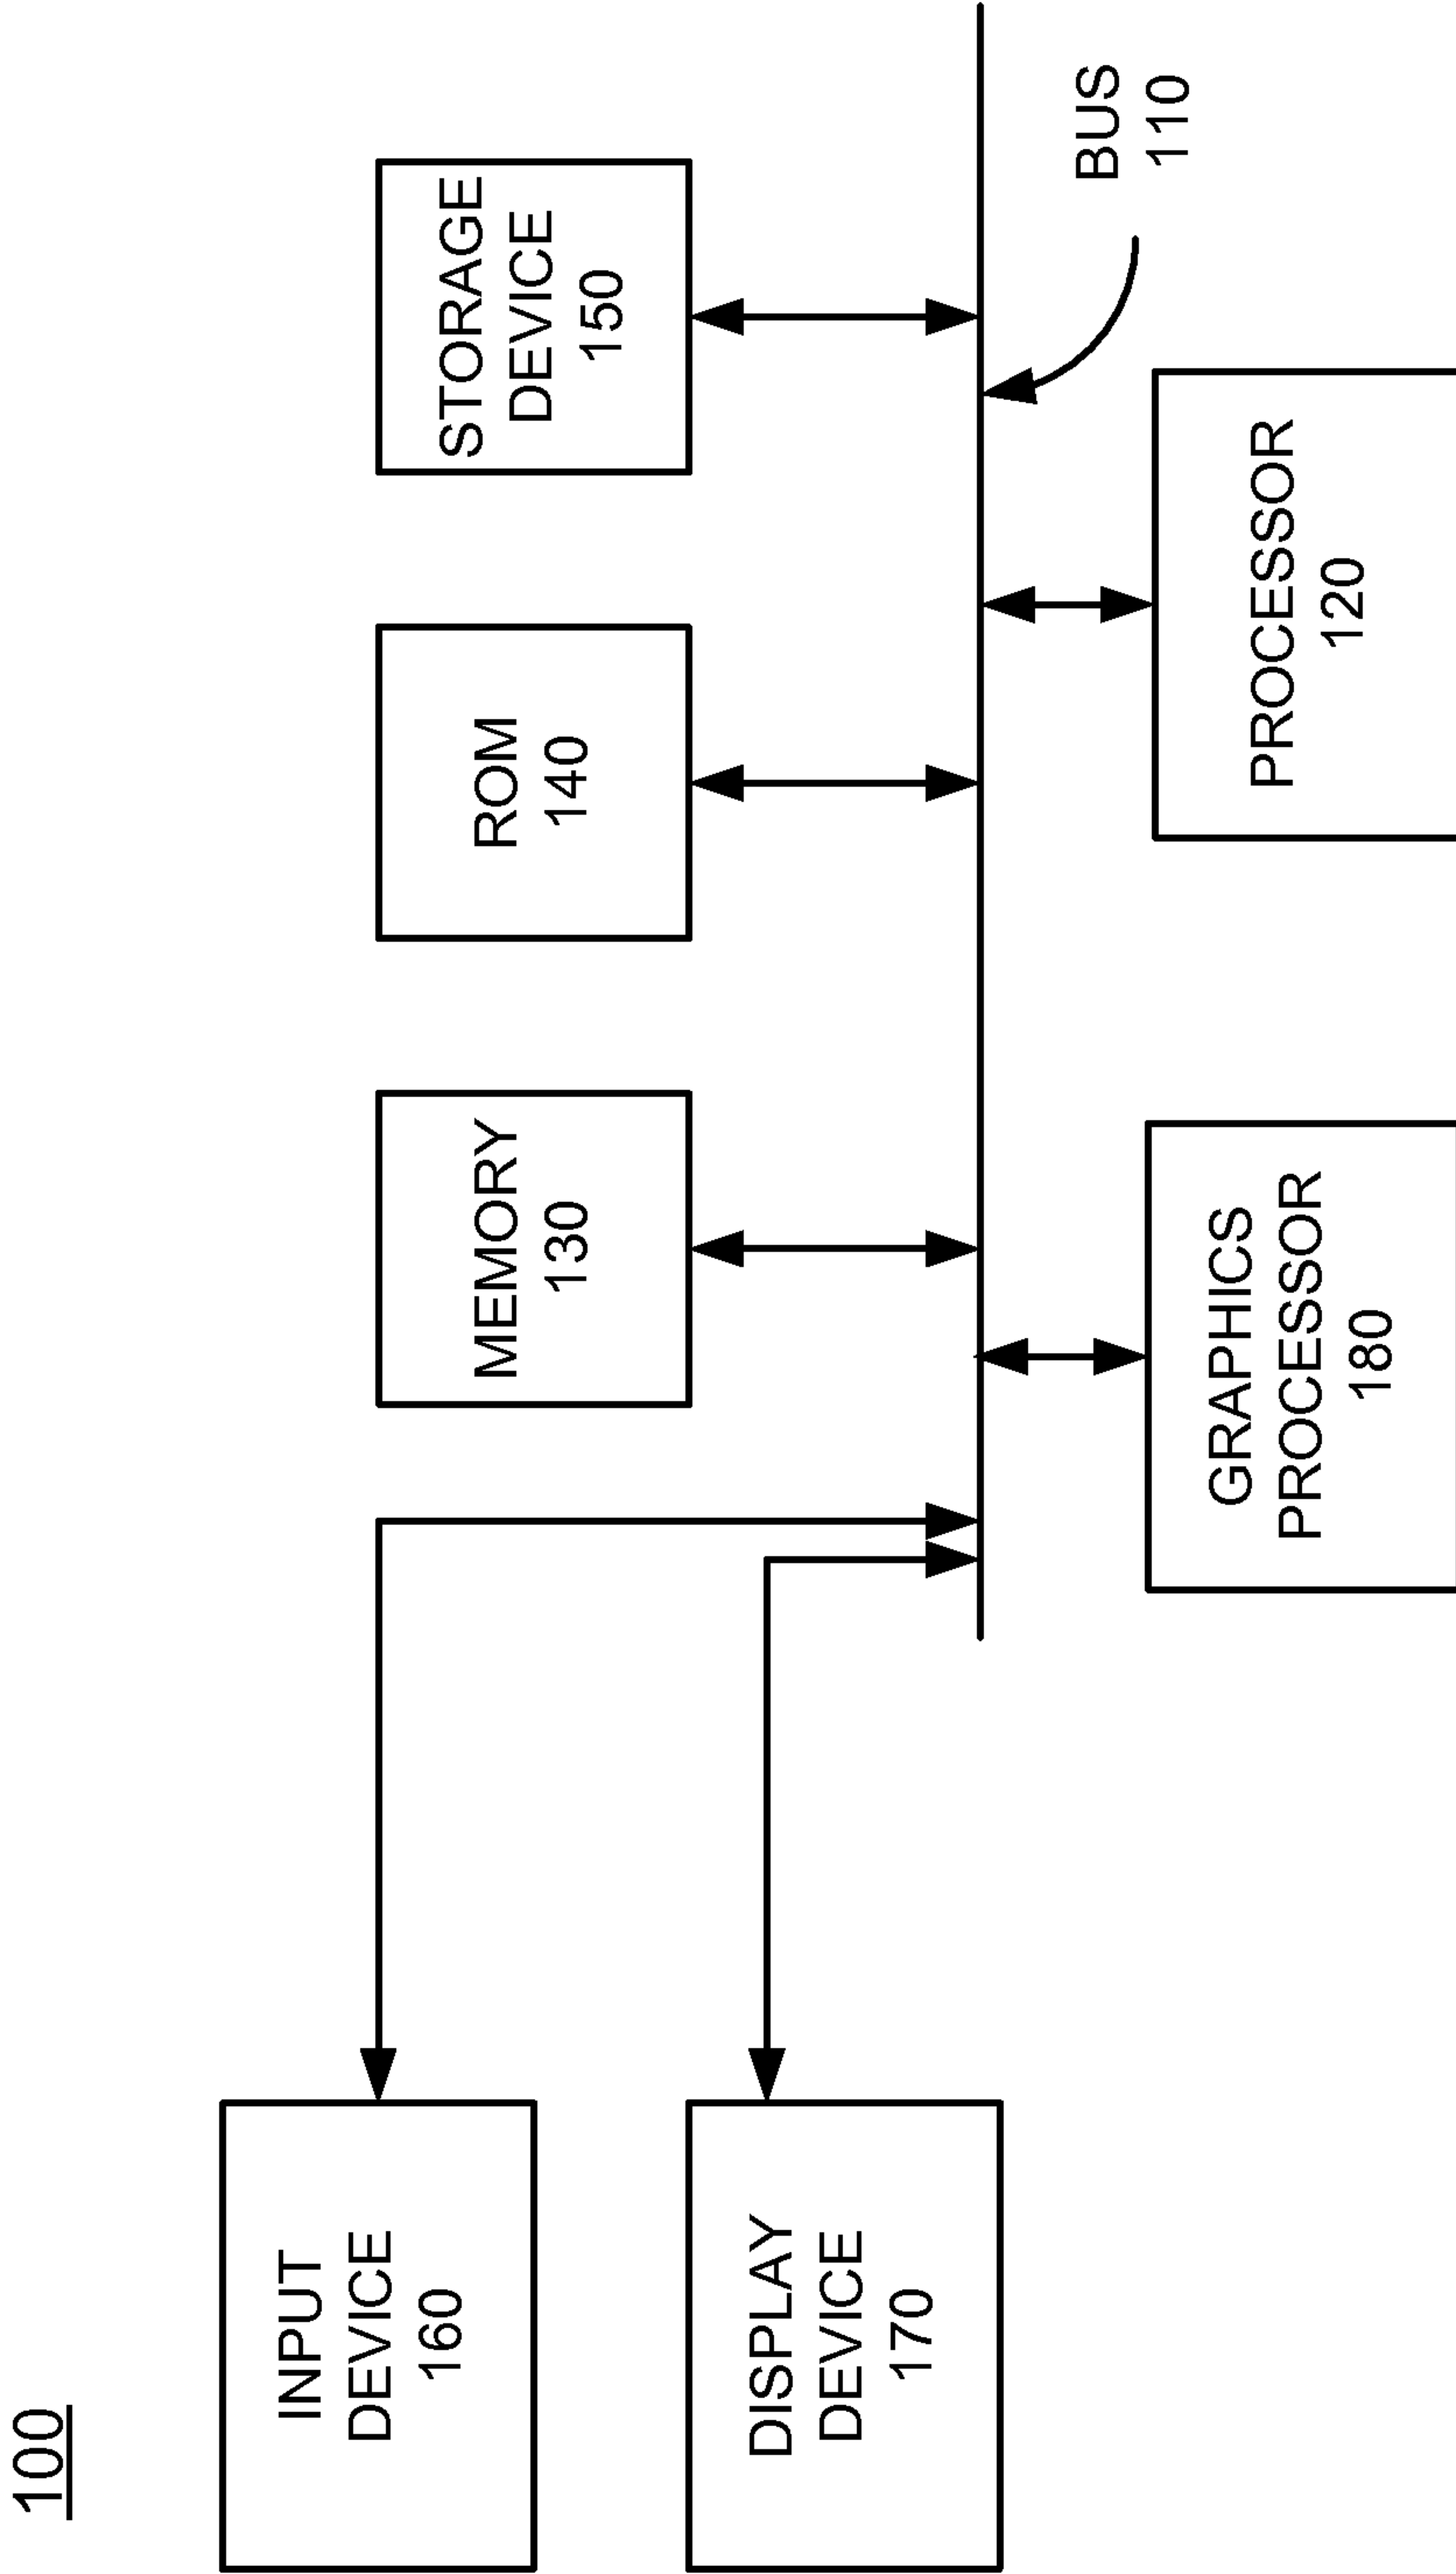 100
INPUT
DEVICE
160
MEMORY
130
ROM
140
STORAGE
DEVICE
150
DISPLAY
DEVICE
170
BUS
110
GRAPHICS
PROCESSOR
180
PROCESSOR
120